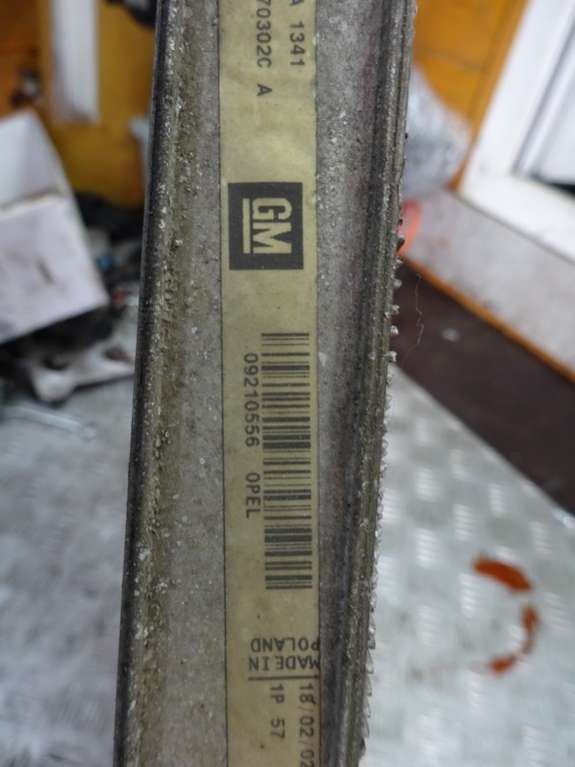 A 1341
70302C A
GM
09210556 OPEL
MADE IN
POLAND
18/02/02
1P 57